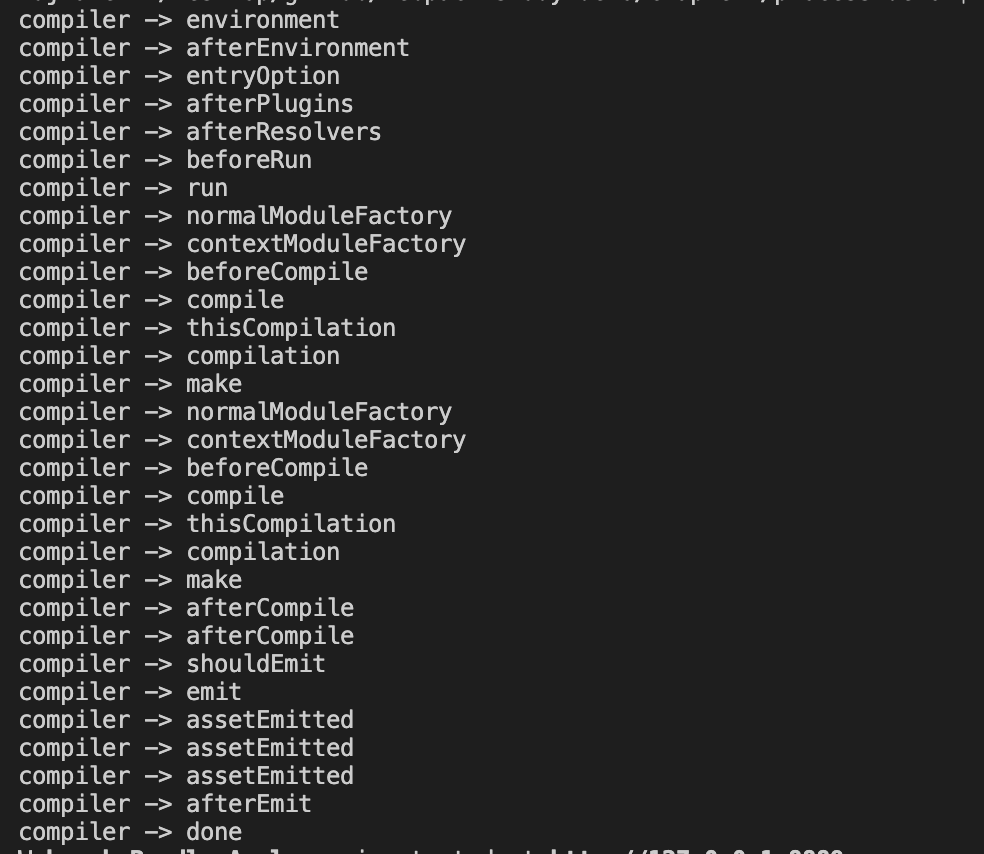 compiler –> environment
compiler –> afterEnvironment
compiler –> entryOption
compiler –> afterPlugins
compiler –> afterResolvers
compiler –> beforeRun
compiler –> run
compiler –> normalModuleFactory
compiler –> contextModuleFactory
compiler –> beforeCompile
compiler –> compile
compiler –> thisCompilation
compiler –> compilation
compiler –> make
compiler –> normalModuleFactory
compiler –> contextModuleFactory
compiler –> beforeCompile
compiler –> compile
compiler –> thisCompilation
compiler –> compilation
compiler –> make
compiler –> afterCompile
compiler –> afterCompile
compiler –> shouldEmit
compiler –> emit
compiler –> assetEmitted
compiler –> assetEmitted
compiler –> assetEmitted
compiler –> afterEmit
compiler –> done